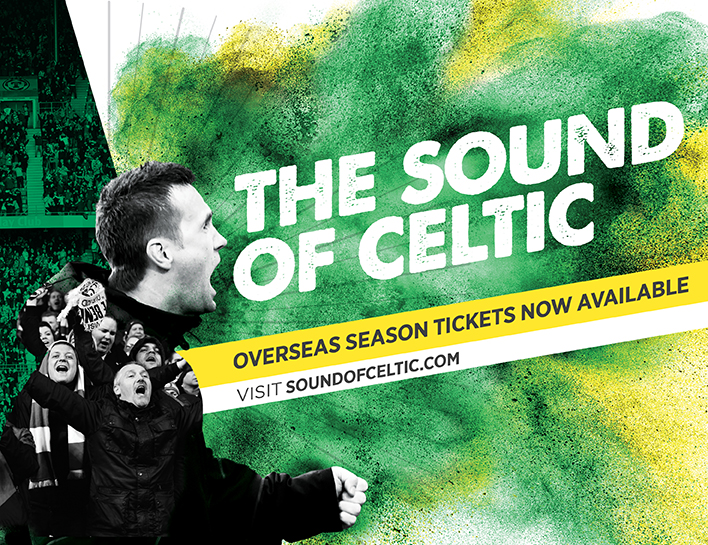 THE SOUND
OF CELTIC
OVERSEAS SEASON TICKETS NOW AVAILABLE
VISIT SOUNDOFCELTIC.COM